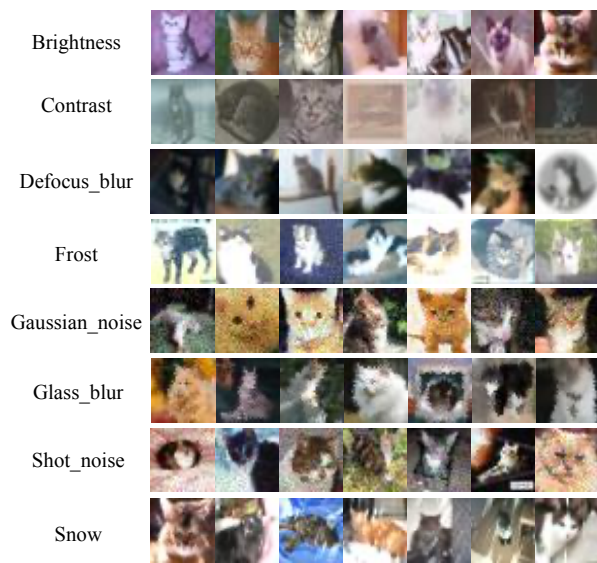 Brightness
Contrast
Defocus_blur
Frost
Gaussian_noise
Glass_blur
Shot_noise
Snow